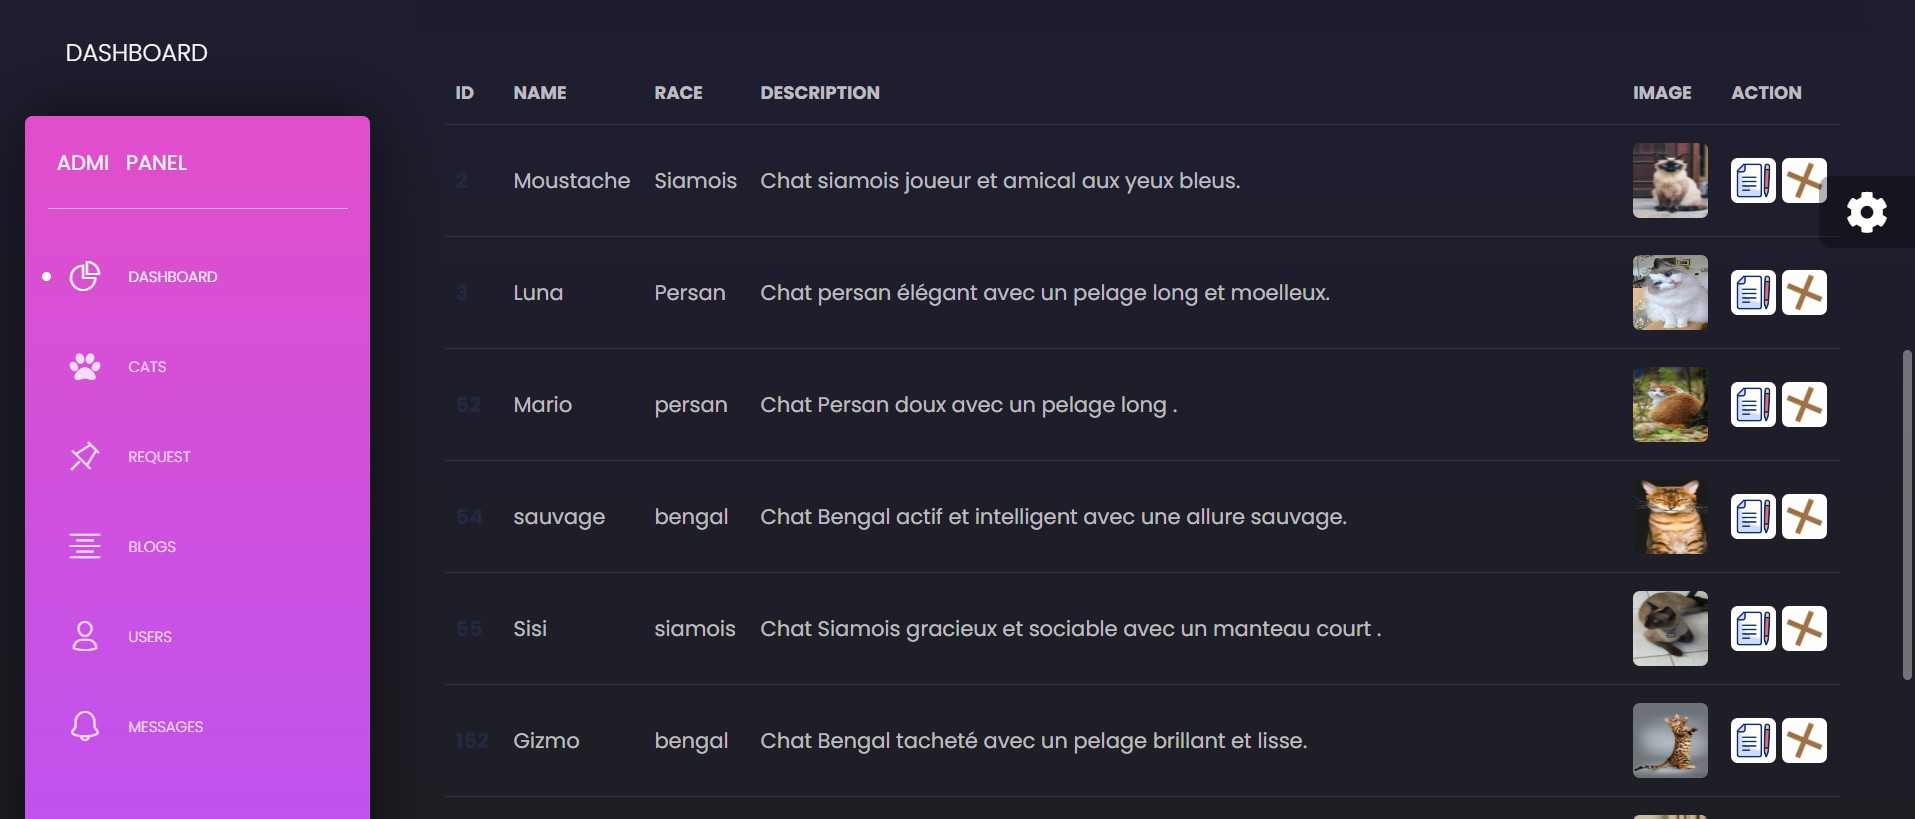 DASHBOARD
ADMI PANEL
DASHBOARD
CATS
REQUEST
BLOGS
USERS
MESSAGES
ID NAME RACE DESCRIPTION IMAGE ACTION
2 Moustache Siamois Chat siamois joueur et amical aux yeux bleus.
3 Luna Persan Chat persan élégant avec un pelage long et moelleux.
52 Mario persan Chat Persan doux avec un pelage long .
54 sauvage bengal Chat Bengal actif et intelligent avec une allure sauvage.
55 Sisi siamois Chat Siamois gracieux et sociable avec un manteau court .
152 Gizmo bengal Chat Bengal tacheté avec un pelage brillant et lisse.